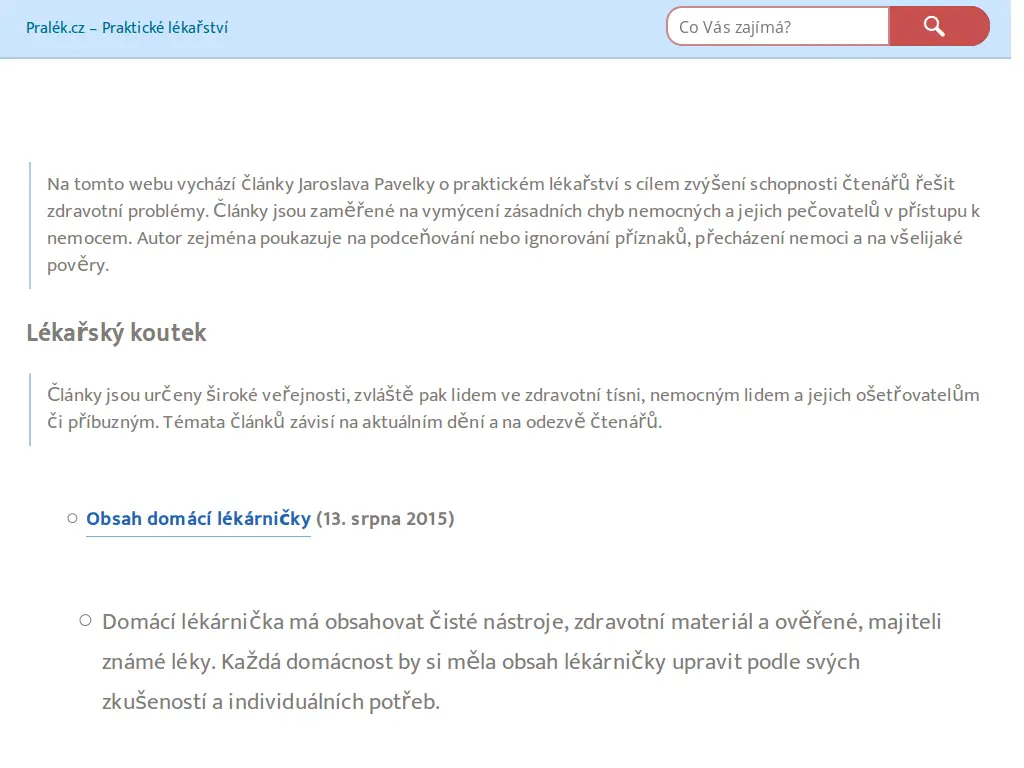 Pralék.cz – Praktické lékařství
Co Vás zajímá?
Na tomto webu vychází články Jaroslava Pavelky o praktickém lékařství s cílem zvýšení schopnosti čtenářů řešit
zdravotní problémy. Články jsou zaměřené na vymýcení zásadních chyb nemocných a jejich pečovatelů v přístupu k
nemocem. Autor zejména poukazuje na podceňování nebo ignorování příznaků, přecházení nemoci a na všelijaké
pověry.
Lékařský koutek
Články jsou určeny široké veřejnosti, zvláště pak lidem ve zdravotní tísni, nemocným lidem a jejich ošetřovatelům
či příbuzným. Témata článků závisí na aktuálním dění a na odezvě čtenářů.
Obsah domácí lékárničky (13. srpna 2015)
Domácí lékárnička má obsahovat čisté nástroje, zdravotní materiál a ověřené, majiteli
známé léky. Každá domácnost by si měla obsah lékárničky upravit podle svých
zkušeností a individuálních potřeb.